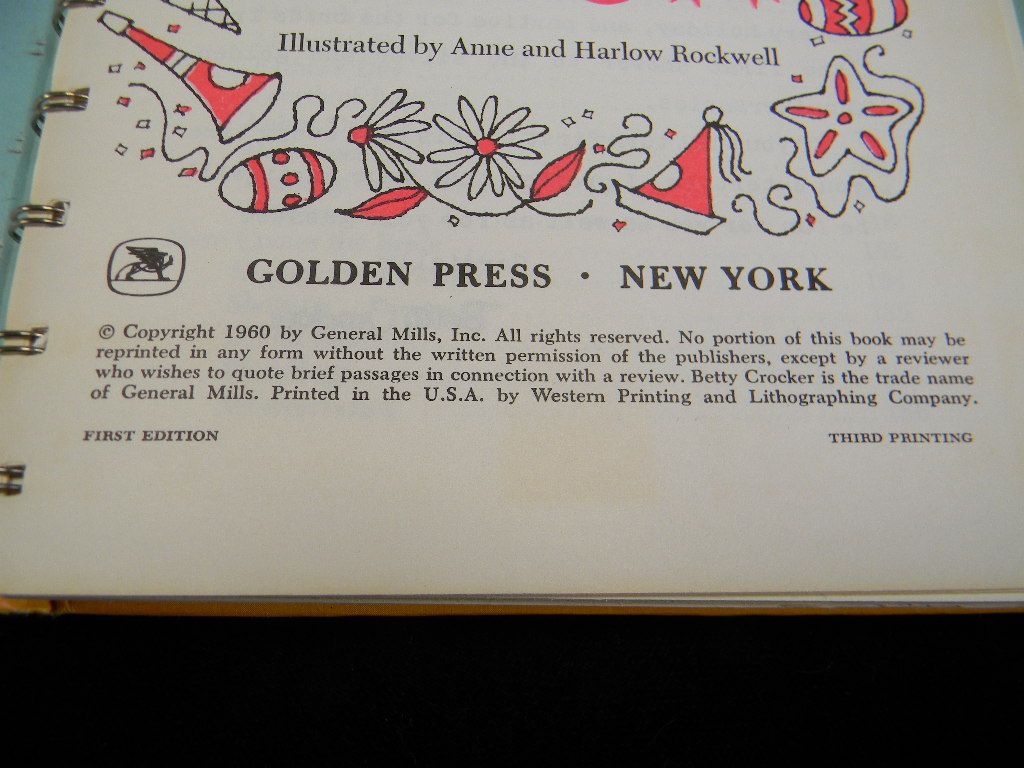 Illustrated by Anne and Harlow Rockwell
GOLDEN PRESS · NEW YORK
© Copyright 1960 by General Mills, Inc. All rights reserved. No portion of this book may be
reprinted in any form without the written permission of the publishers, except by a reviewer
who wishes to quote brief passages in connection with a review. Betty Crocker is the trade name
of General Mills. Printed in the U.S.A. by Western Printing and Lithographing Company.
FIRST EDITION
THIRD PRINTING